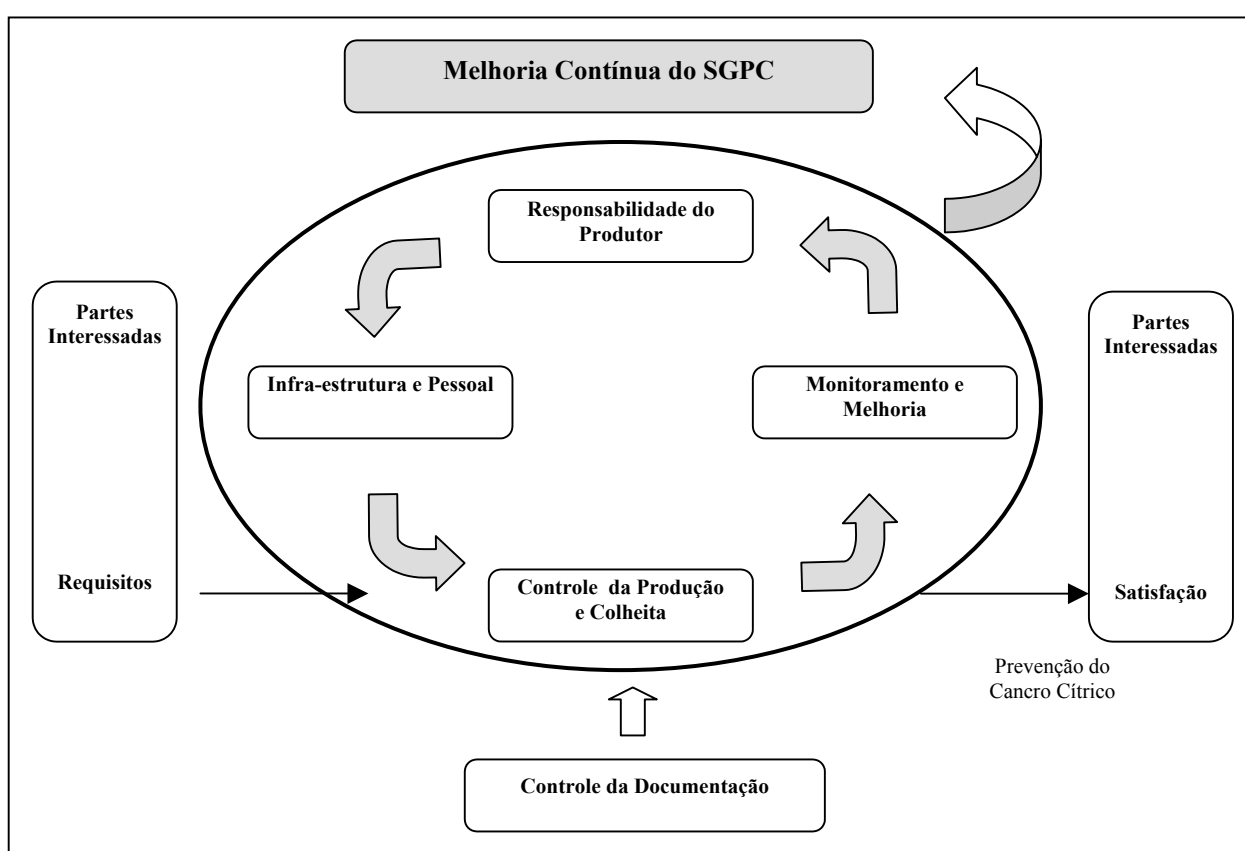 Melhoria Contínua do SGPC
Responsabilidade do
Produtor
Partes
Interessadas
Requisitos
Infra-estrutura e Pessoal
Monitoramento e
Melhoria
Controle da Produção
e Colheita
Partes
Interessadas
Satisfação
Prevenção do
Cancro Cítrico
Controle da Documentação